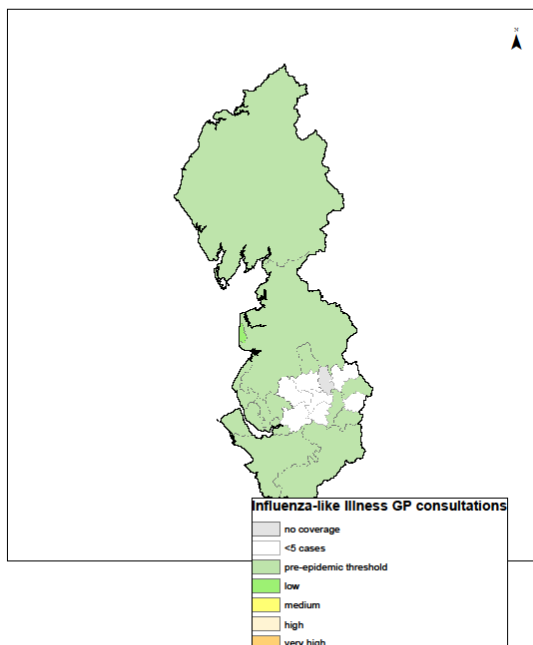 N
Influenza-like Illness GP consultations
no coverage
<5 cases
pre-epidemic threshold
low
medium
high
very high